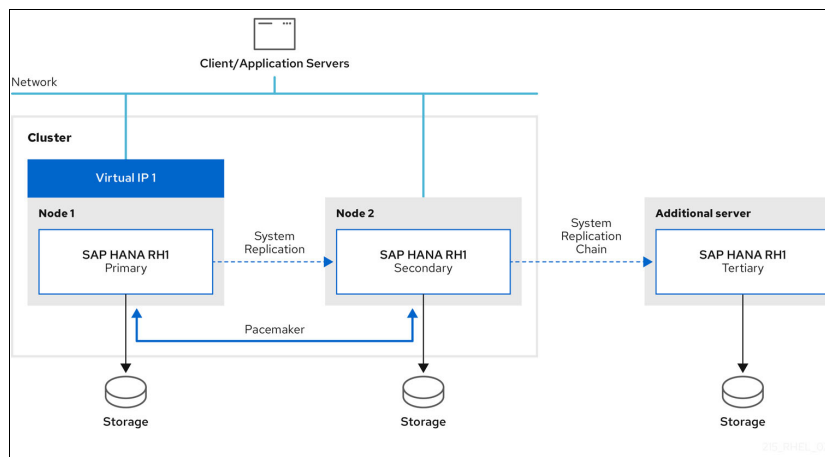 Client/Application Servers
Network
Cluster
Virtual IP 1
Node 1
SAP HANA RH1
Primary
System
Replication
Node 2
SAP HANA RH1
Secondary
System
Replication
Chain
Additional server
SAP HANA RH1
Tertiary
Pacemaker
Storage
Storage
Storage